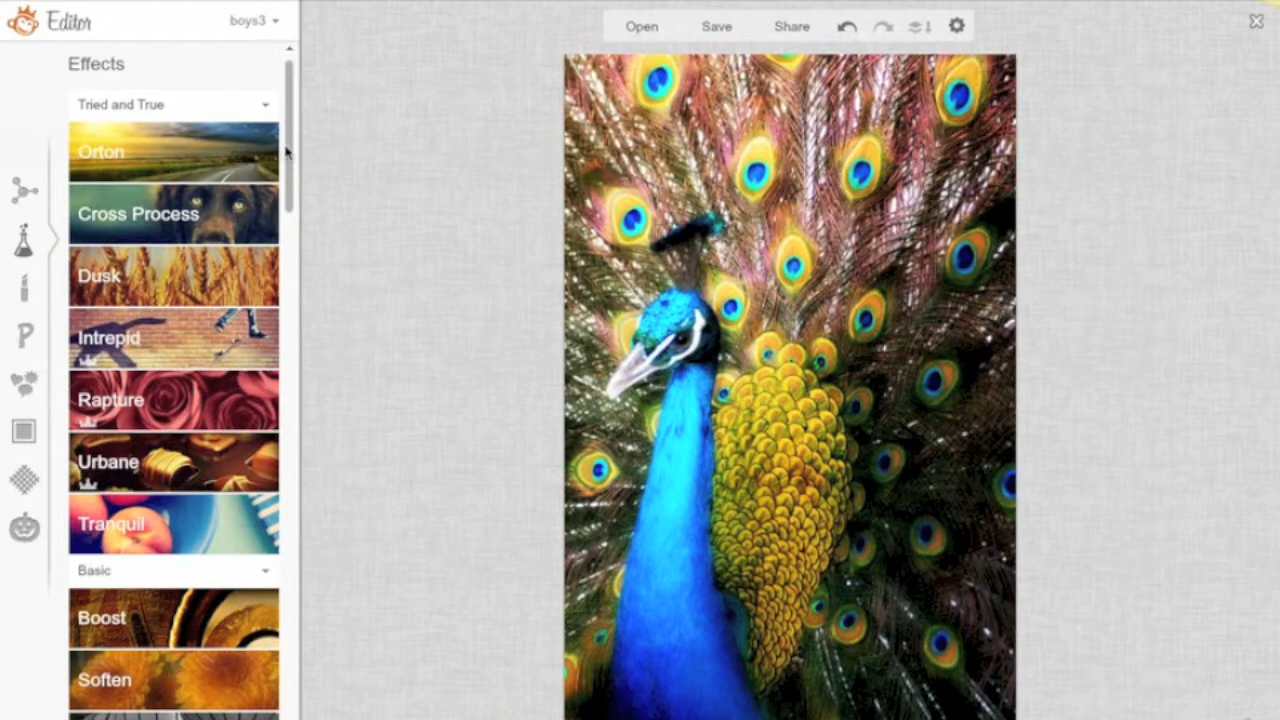 Editor
boys3
Open
Save
Share
Effects
Tried and True
Orton
Cross Process
Dusk
Intrepid
Rapture
Urbane
Tranquil
Basic
Boost
Soften